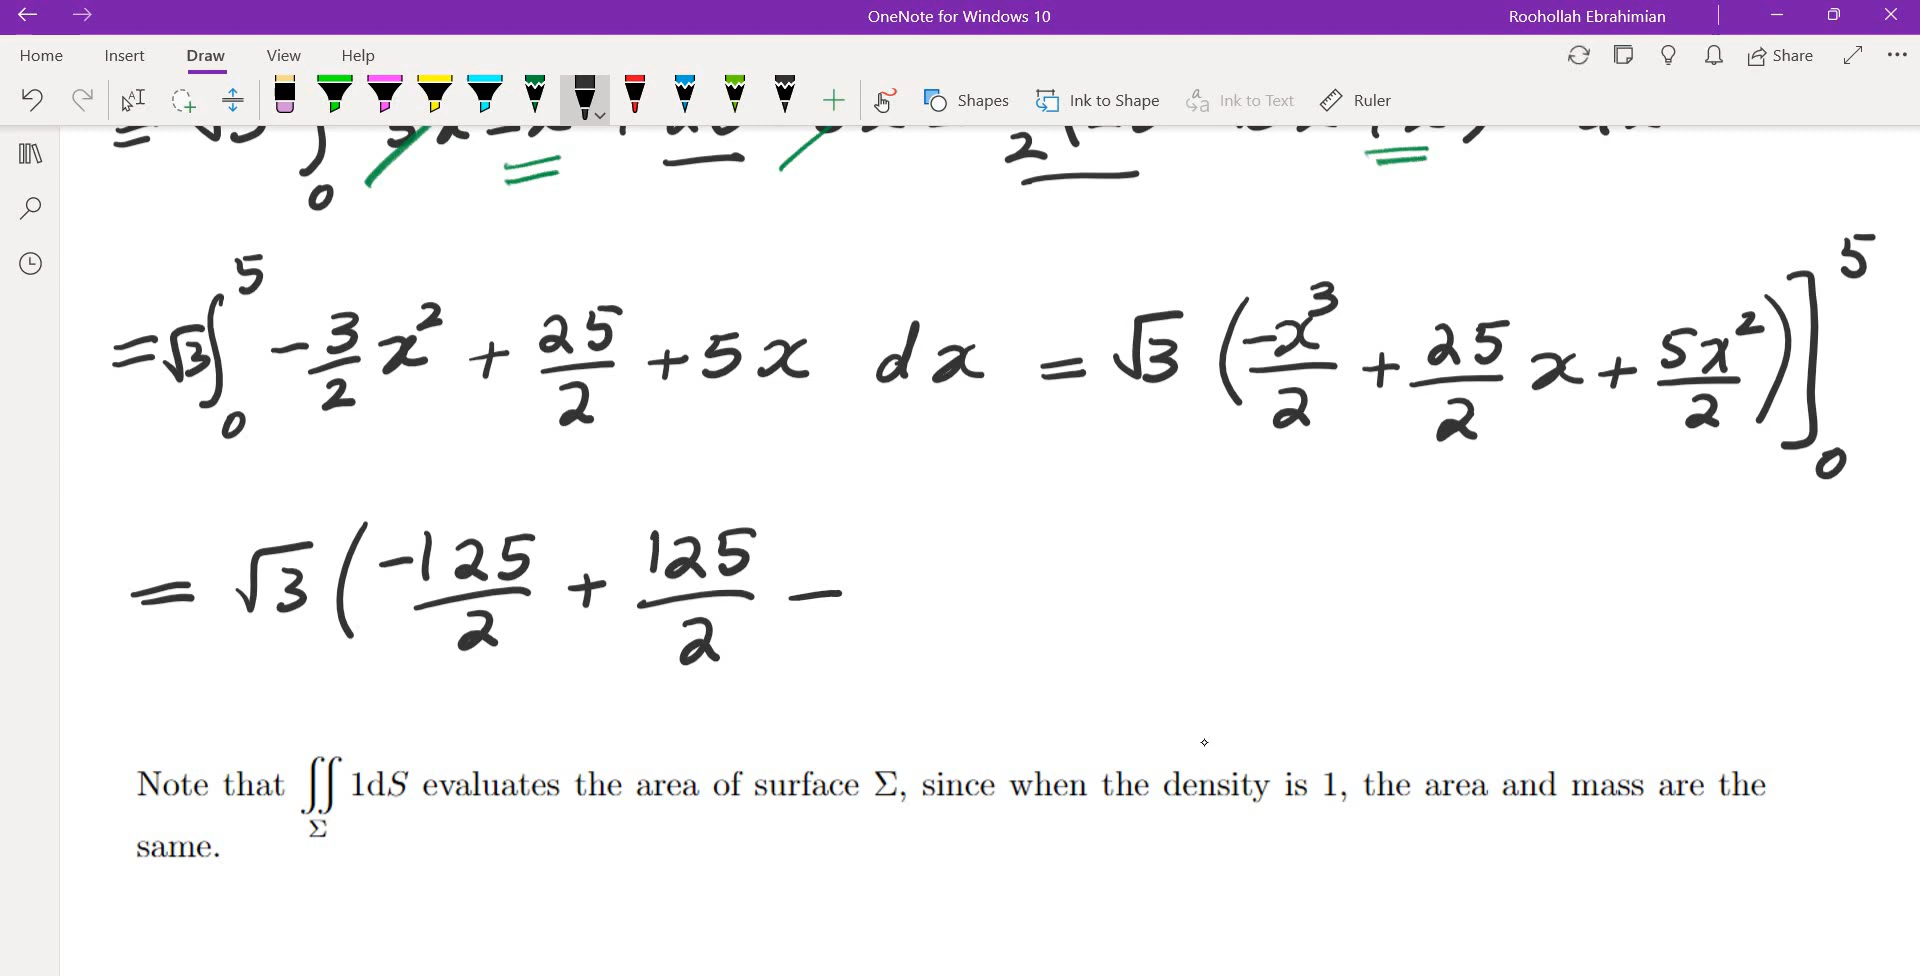 OneNote for Windows 10
Roohollah Ebrahimian
Home Insert Draw View Help Share
Shapes Ink to Shape Ink to Text Ruler
0 2
= √3 ∫₀⁵ -3/2 x² + 25/2 + 5x dx = √3 (-x³/2 + 25/2 x + 5x²/2)]₀⁵
= √3 (-125/2 + 125/2 -
Note that ∬_Σ 1dS evaluates the area of surface Σ, since when the density is 1, the area and mass are the
same.